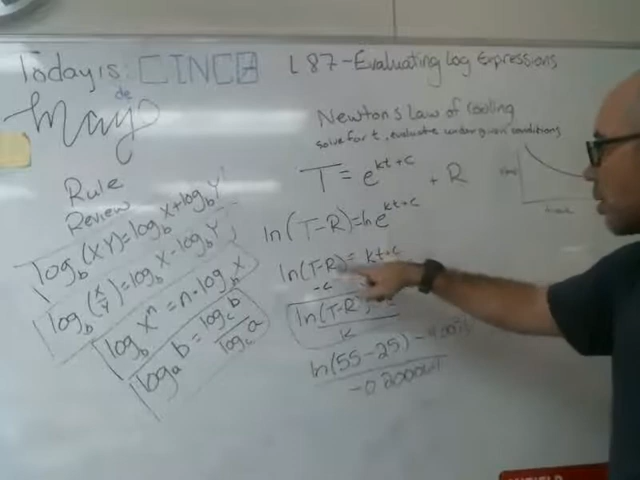 Today is: CINCO
de
Mayo
L 87 - Evaluating Log Expressions
Rule
Review
log_b (XY) = log_b X + log_b Y
log_b (X/Y) = log_b X - log_b Y
log_b X^n = n · log_b X
log_a b = log_c b / log_c a
Newton's Law of Cooling
solve for t, evaluate under given conditions
T = e^(kt+c) + R
ln(T-R) = ln e^(kt+c)
ln(T-R) = kt+c
-c
ln(T-R)
k
ln(55-25) -